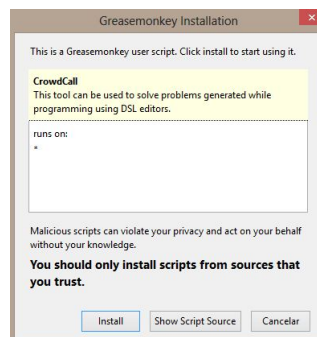 Greasemonkey Installation
×
This is a Greasemonkey user script. Click install to start using it.
CrowdCall
This tool can be used to solve problems generated while
programming using DSL editors.
runs on:
*
Malicious scripts can violate your privacy and act on your behalf
without your knowledge.
You should only install scripts from sources that
you trust.
Install Show Script Source Cancelar